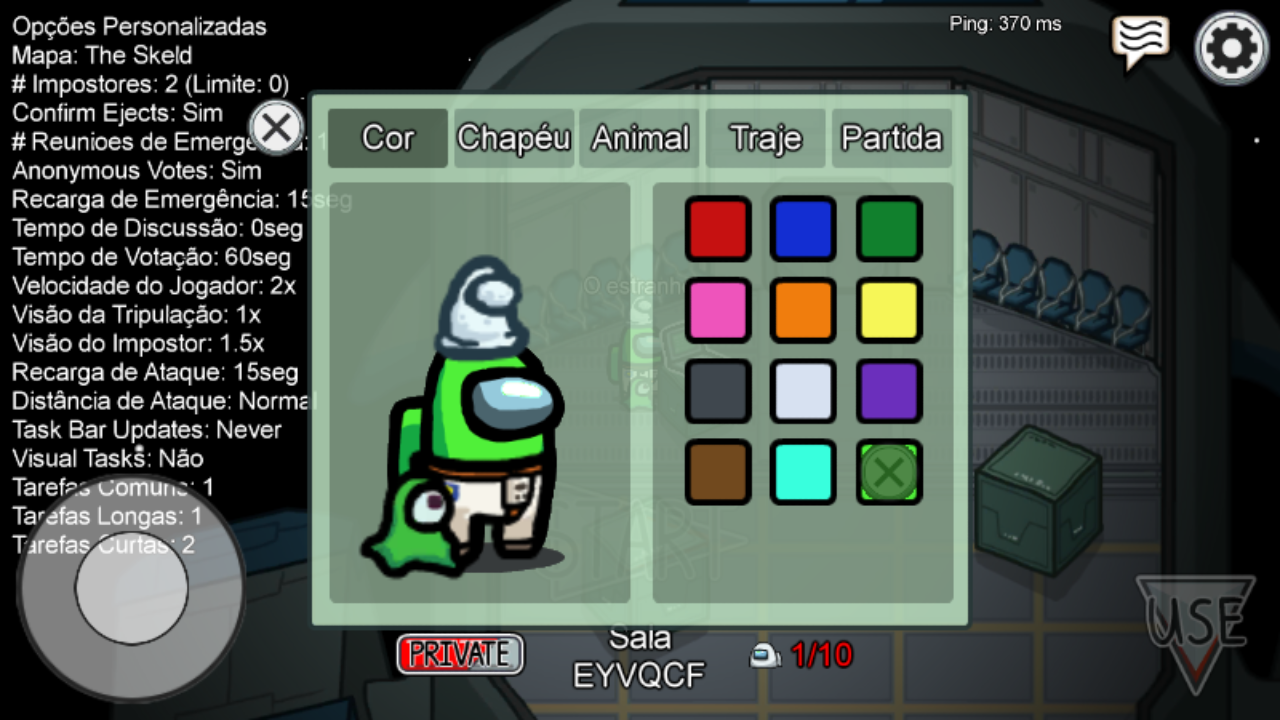 Opções Personalizadas
Mapa: The Skeld
# Impostores: 2 (Limite: 0)
Confirm Ejects: Sim
# Reunioes de Emergência: 1
Anonymous Votes: Sim
Recarga de Emergência: 15seg
Tempo de Discussão: 0seg
Tempo de Votação: 60seg
Velocidade do Jogador: 2x
Visão da Tripulação: 1x
Visão do Impostor: 1.5x
Recarga de Ataque: 15seg
Distância de Ataque: Normal
Task Bar Updates: Never
Visual Tasks: Não
Tarefas Comuns: 1
Tarefas Longas: 1
Tarefas Curtas: 2
Ping: 370 ms
Cor Chapéu Animal Traje Partida
O estranho
START
PRIVATE
Sala
EYVQCF
1/10
USE